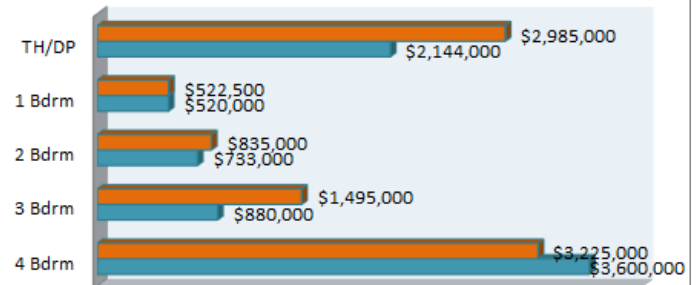 TH/DP
$2,985,000
$2,144,000
1 Bdrm
$522,500
$520,000
2 Bdrm
$835,000
$733,000
3 Bdrm
$1,495,000
$880,000
4 Bdrm
$3,225,000
$3,600,000